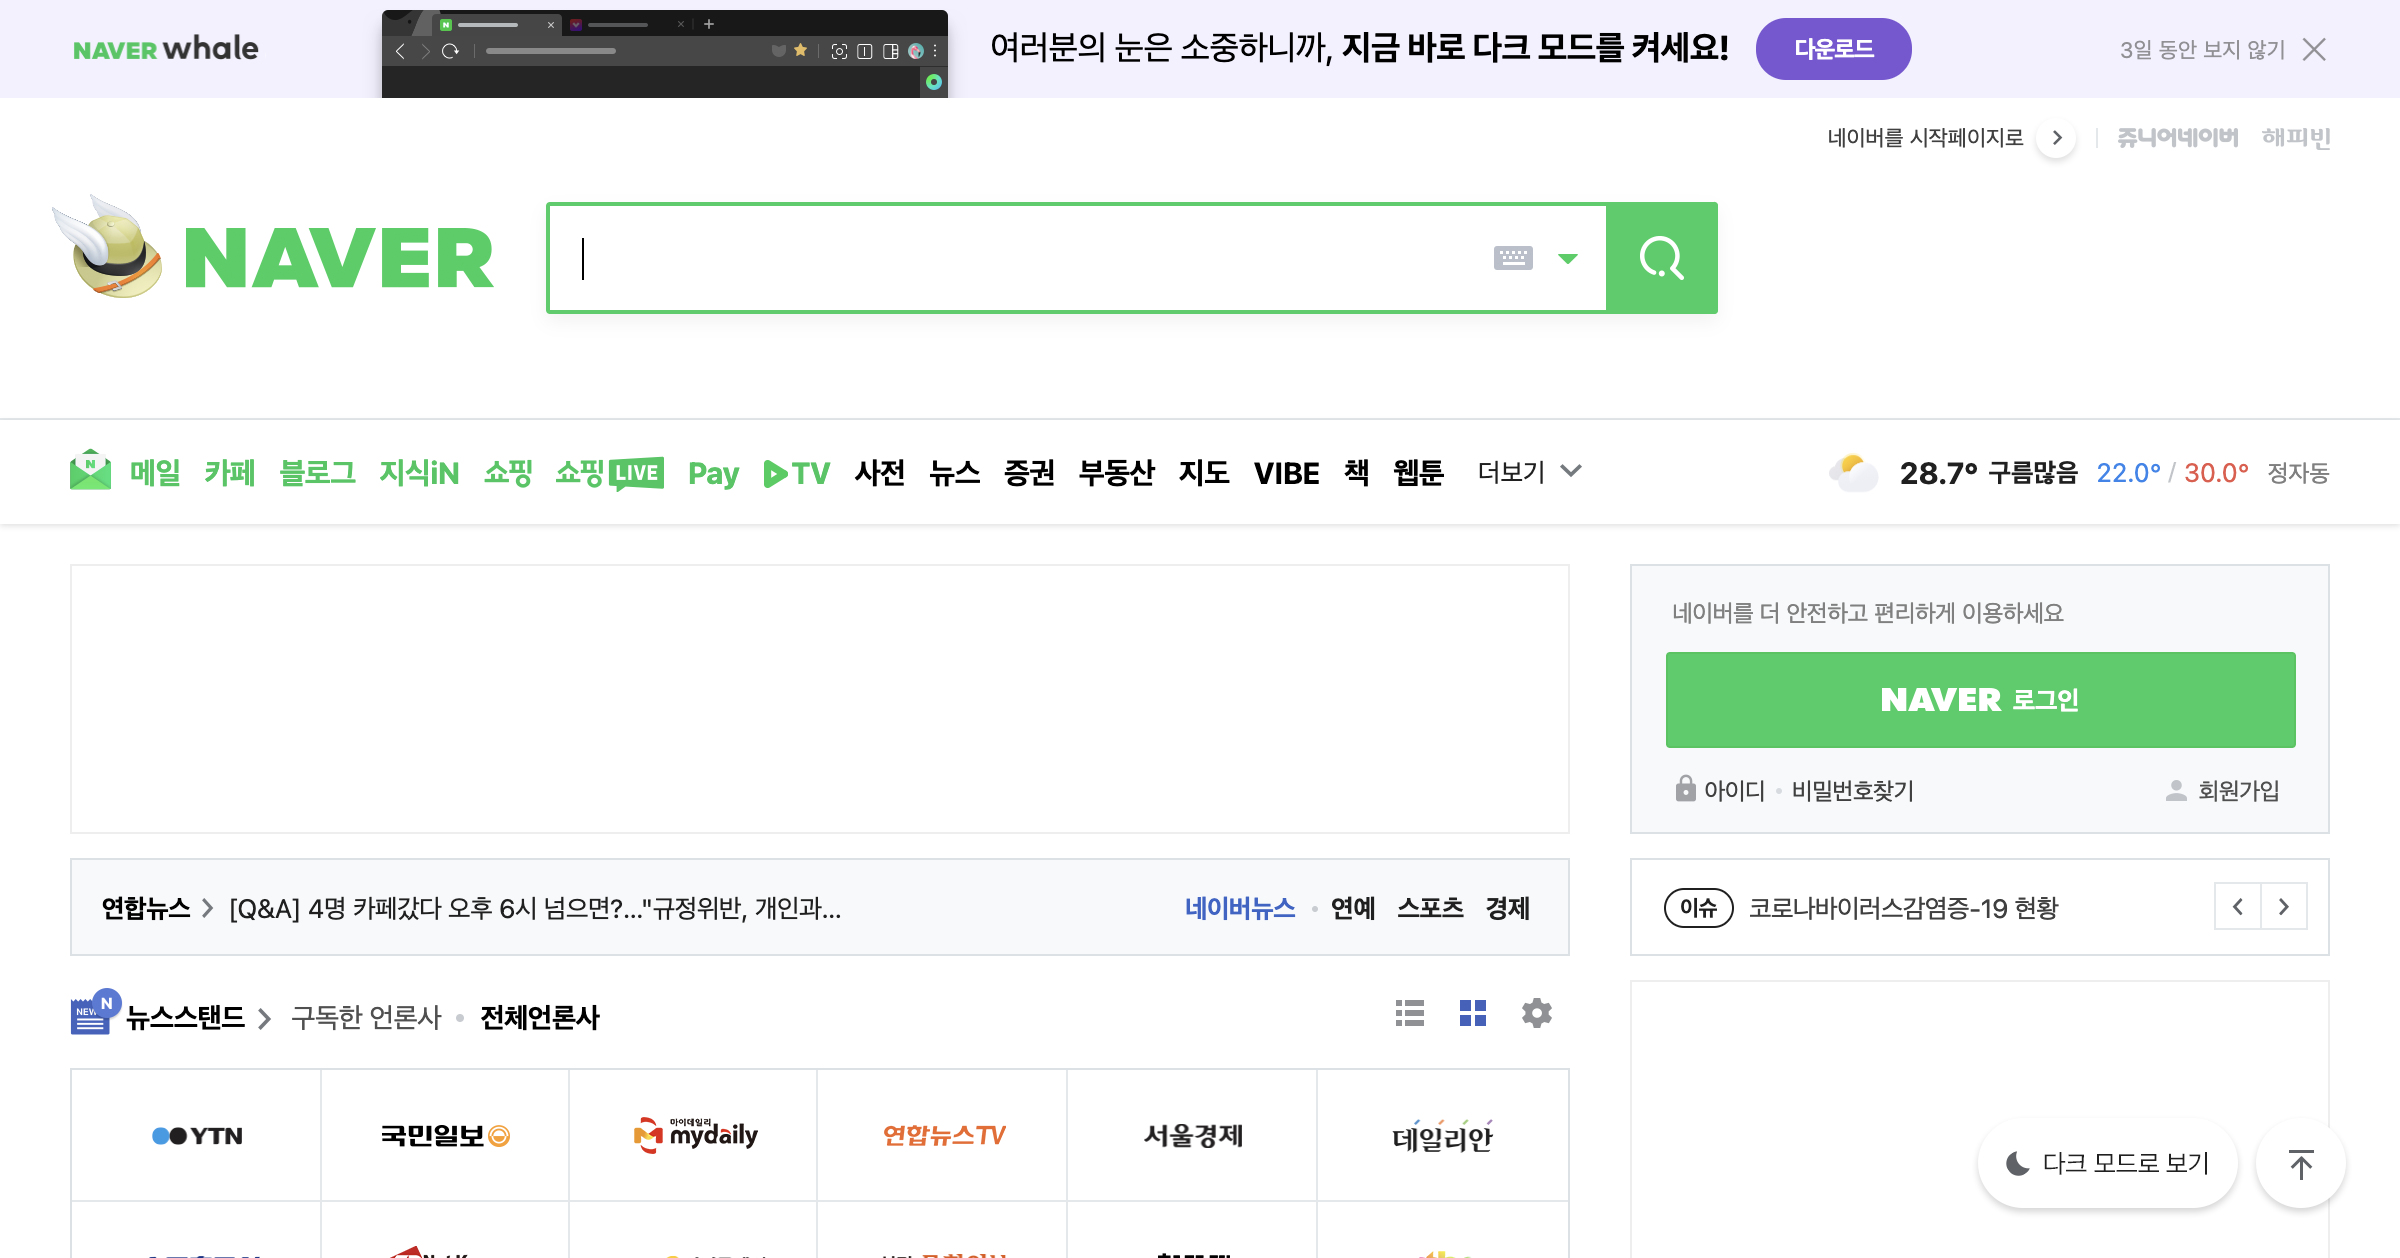 NAVER whale
여러분의 눈은 소중하니까, 지금 바로 다크 모드를 켜세요!
다운로드
3일 동안 보지 않기
네이버를 시작페이지로
쥬니어네이버 해피빈
NAVER
메일 카페 블로그 지식iN 쇼핑 쇼핑LIVE Pay TV 사전 뉴스 증권 부동산 지도 VIBE 책 웹툰 더보기
28.7° 구름많음 22.0° / 30.0° 정자동
네이버를 더 안전하고 편리하게 이용하세요
NAVER 로그인
아이디 · 비밀번호찾기 회원가입
연합뉴스 [Q&A] 4명 카페갔다 오후 6시 넘으면?..."규정위반, 개인과...
네이버뉴스 · 연예 스포츠 경제
이슈 코로나바이러스감염증-19 현황
NEW N 뉴스스탠드 구독한 언론사 · 전체언론사
YTN 국민일보 마이데일리 mydaily 연합뉴스TV 서울경제 데일리안
다크 모드로 보기